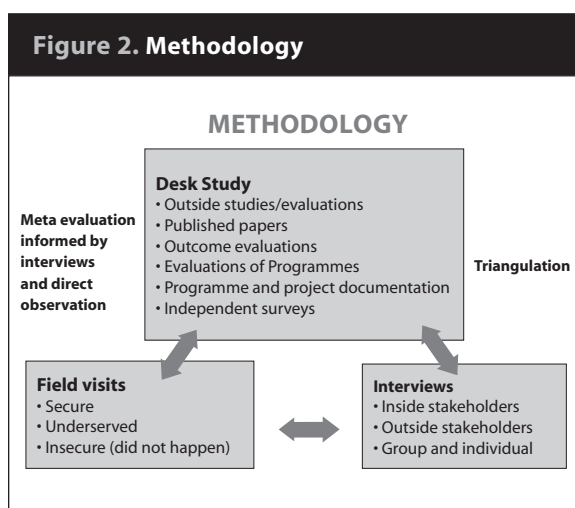 Figure 2. Methodology
METHODOLOGY
Desk Study
• Outside studies/evaluations
• Published papers
• Outcome evaluations
• Evaluations of Programmes
• Programme and project documentation
• Independent surveys
Meta evaluation
informed by
interviews
and direct
observation
Triangulation
Field visits
• Secure
• Underserved
• Insecure (did not happen)
Interviews
• Inside stakeholders
• Outside stakeholders
• Group and individual